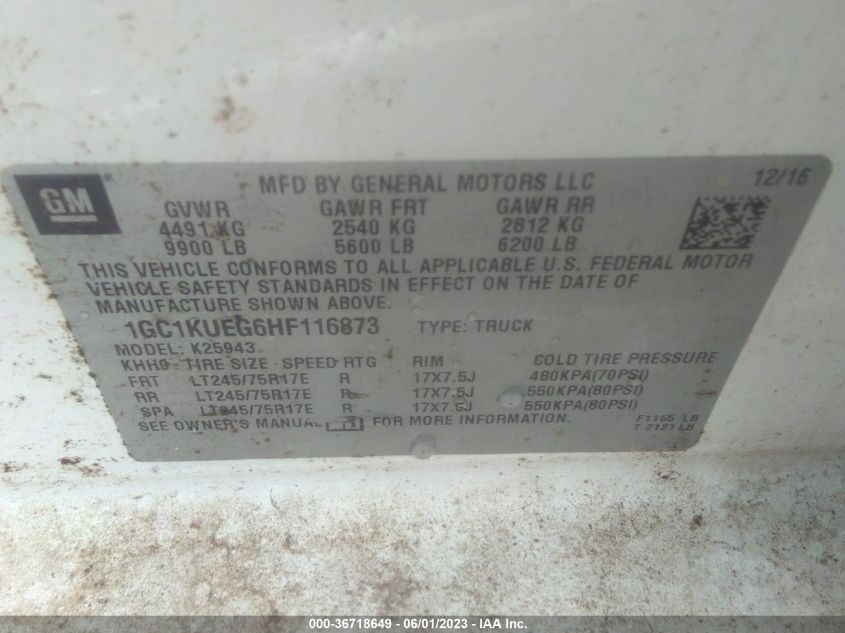 GM
MFD BY GENERAL MOTORS LLC 12/16
GVWR GAWR FRT GAWR RR
4491 KG 2540 KG 2812 KG
9900 LB 5600 LB 6200 LB
THIS VEHICLE CONFORMS TO ALL APPLICABLE U.S. FEDERAL MOTOR
VEHICLE SAFETY STANDARDS IN EFFECT ON THE DATE OF
MANUFACTURE SHOWN ABOVE.
1GC1KUEG6HF116873 TYPE: TRUCK
MODEL: K25943
KHH9 TIRE SIZE SPEED RTG RIM COLD TIRE PRESSURE
FRT LT245/75R17E R 17X7.5J 480KPA(70PSI)
RR LT245/75R17E R 17X7.5J 550KPA(80PSI)
SPA LT245/75R17E R 17X7.5J 550KPA(80PSI)
SEE OWNER'S MANUAL FOR MORE INFORMATION.
F1165 LB
T 2121 LB
000-36718649 - 06/01/2023 - IAA Inc.